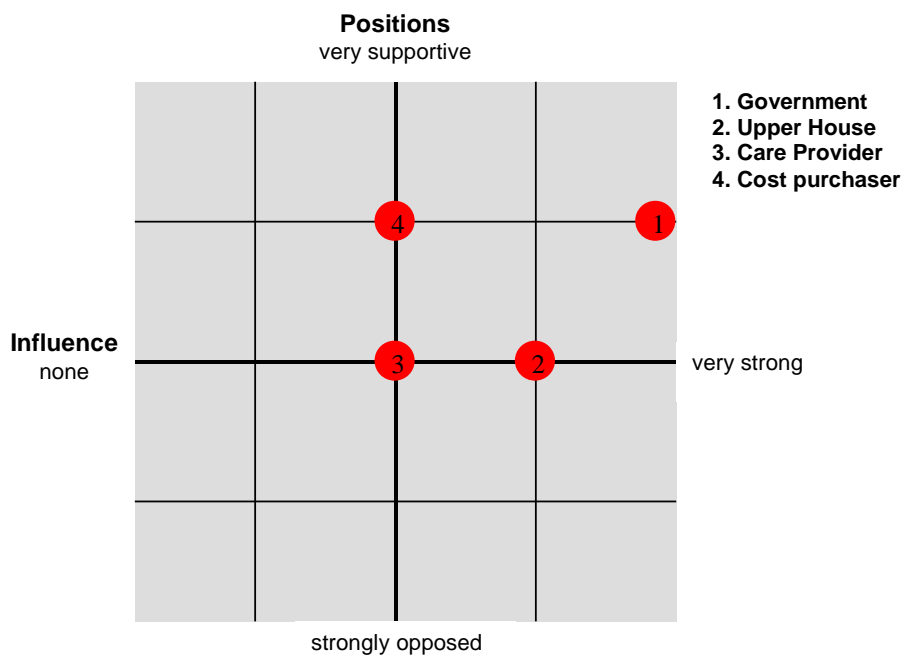 Positions
very supportive
1. Government
2. Upper House
3. Care Provider
4. Cost purchaser
4
1
Influence
none
3
2
very strong
strongly opposed